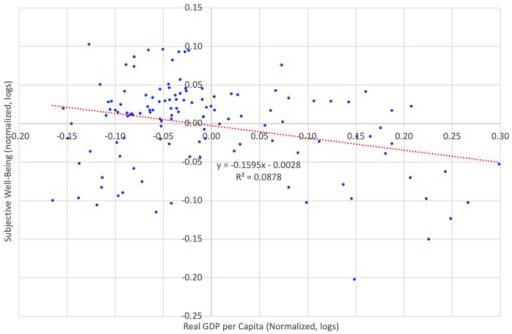 0.15
0.10
0.05
0.00
-0.20 -0.15 -0.10 -0.05 0.00 0.05 0.10 0.15 0.20 0.25 0.30
-0.05
y = -0.1595x - 0.0028
R² = 0.0878
-0.10
-0.15
-0.20
-0.25
Subjective Well-Being (normalized, logs)
Real GDP per Capita (Normalized, logs)